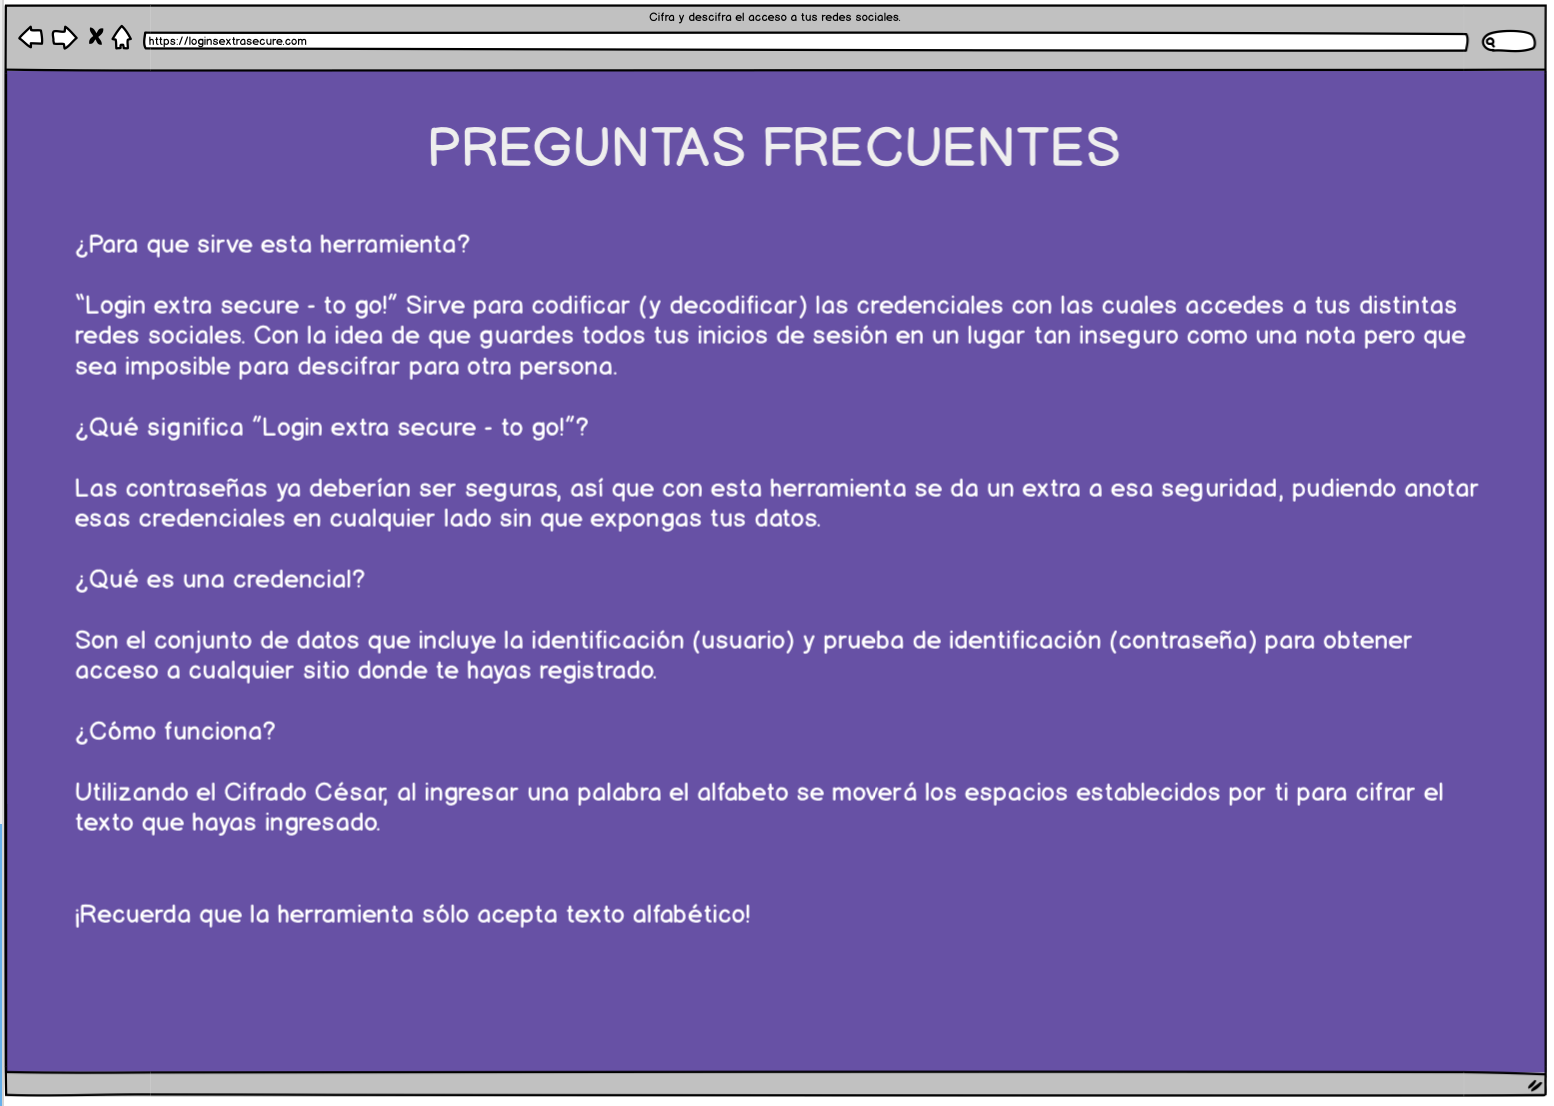 Cifra y descifra el acceso a tus redes sociales.
https://loginsextrasecure.com
PREGUNTAS FRECUENTES
¿Para que sirve esta herramienta?
“Login extra secure - to go!” Sirve para codificar (y decodificar) las credenciales con las cuales accedes a tus distintas
redes sociales. Con la idea de que guardes todos tus inicios de sesión en un lugar tan inseguro como una nota pero que
sea imposible para descifrar para otra persona.
¿Qué significa “Login extra secure - to go!”?
Las contraseñas ya deberían ser seguras, así que con esta herramienta se da un extra a esa seguridad, pudiendo anotar
esas credenciales en cualquier lado sin que expongas tus datos.
¿Qué es una credencial?
Son el conjunto de datos que incluye la identificación (usuario) y prueba de identificación (contraseña) para obtener
acceso a cualquier sitio donde te hayas registrado.
¿Cómo funciona?
Utilizando el Cifrado César, al ingresar una palabra el alfabeto se moverá los espacios establecidos por ti para cifrar el
texto que hayas ingresado.
¡Recuerda que la herramienta sólo acepta texto alfabético!